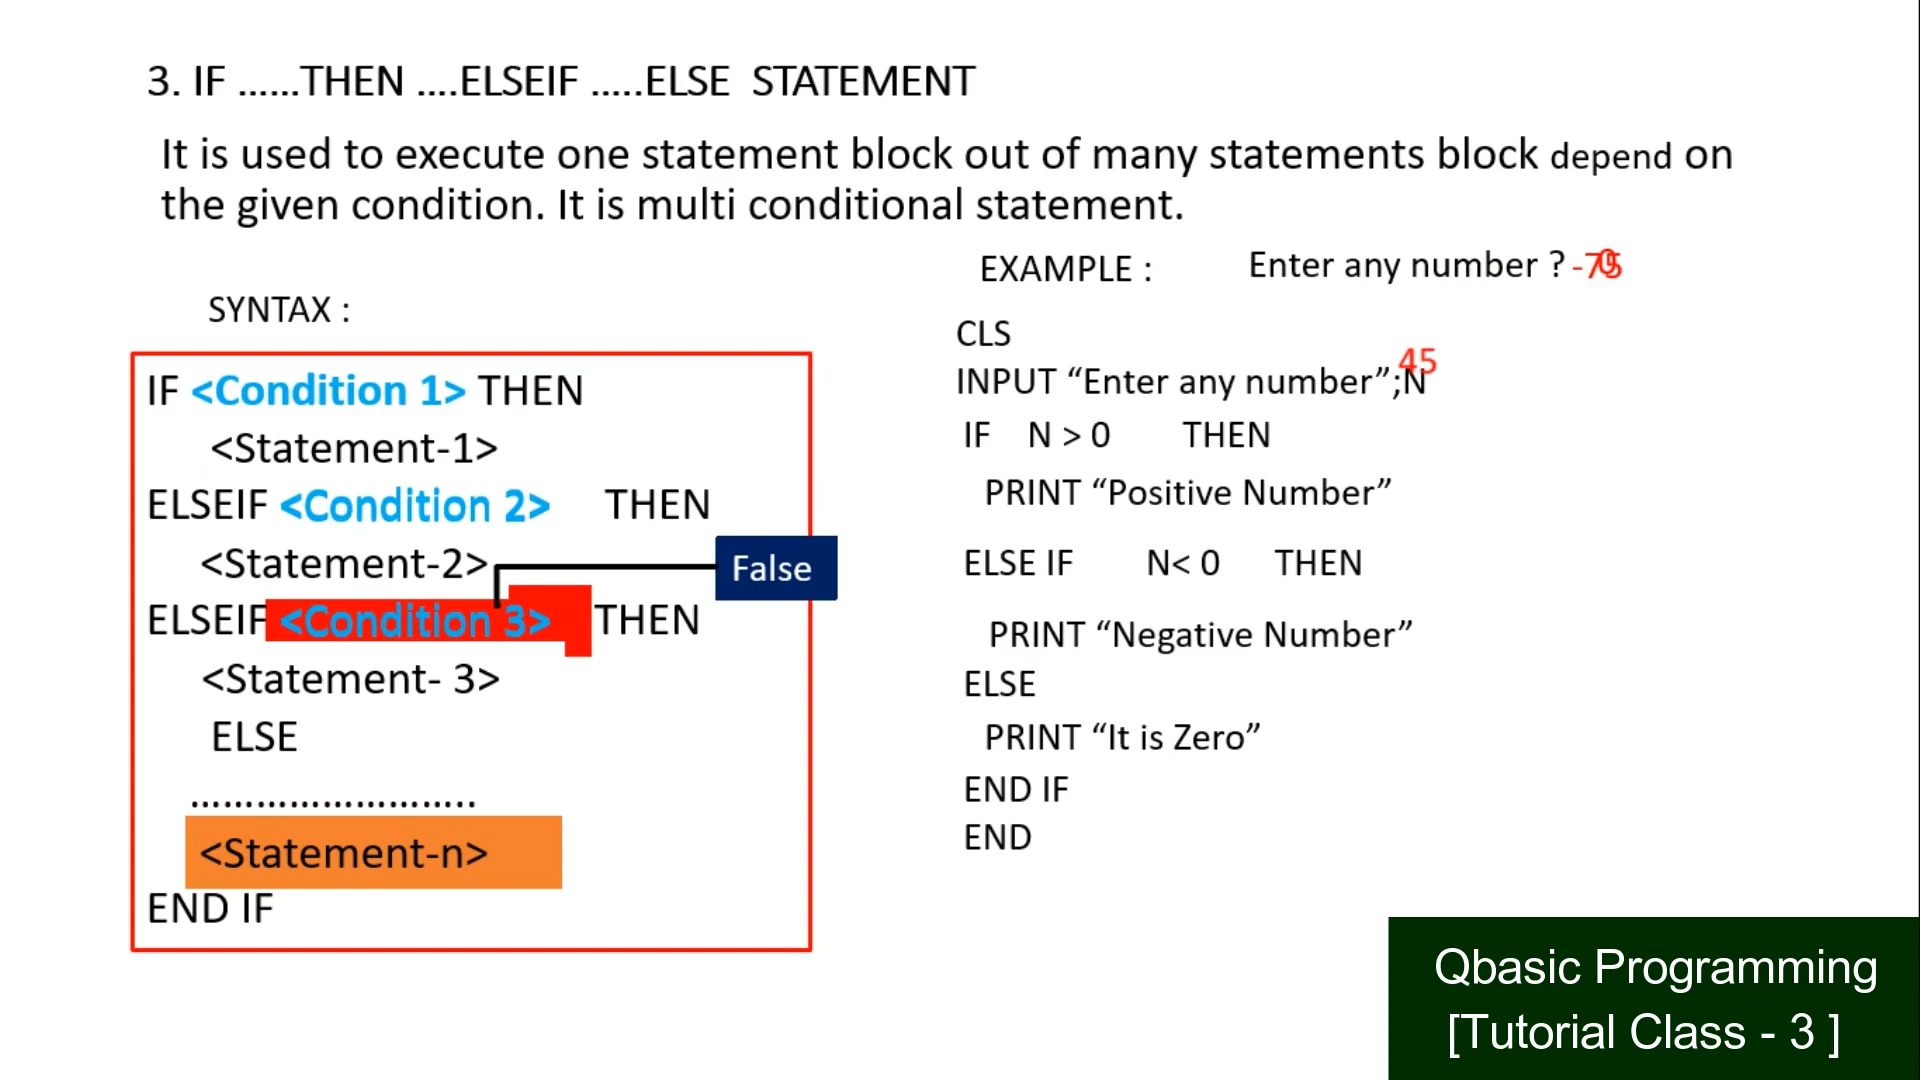 3. IF ......THEN ....ELSEIF .....ELSE STATEMENT
It is used to execute one statement block out of many statements block depend on
the given condition. It is multi conditional statement.
SYNTAX :
IF <Condition 1> THEN
<Statement-1>
ELSEIF <Condition 2> THEN
<Statement-2>
False
ELSEIF <Condition 3> THEN
<Statement- 3>
ELSE
..........................
<Statement-n>
END IF
EXAMPLE :
Enter any number ?
CLS
45
INPUT “Enter any number”;N
IF N > 0 THEN
PRINT “Positive Number”
ELSE IF N< 0 THEN
PRINT “Negative Number”
ELSE
PRINT “It is Zero”
END IF
END
Qbasic Programming
[Tutorial Class - 3 ]